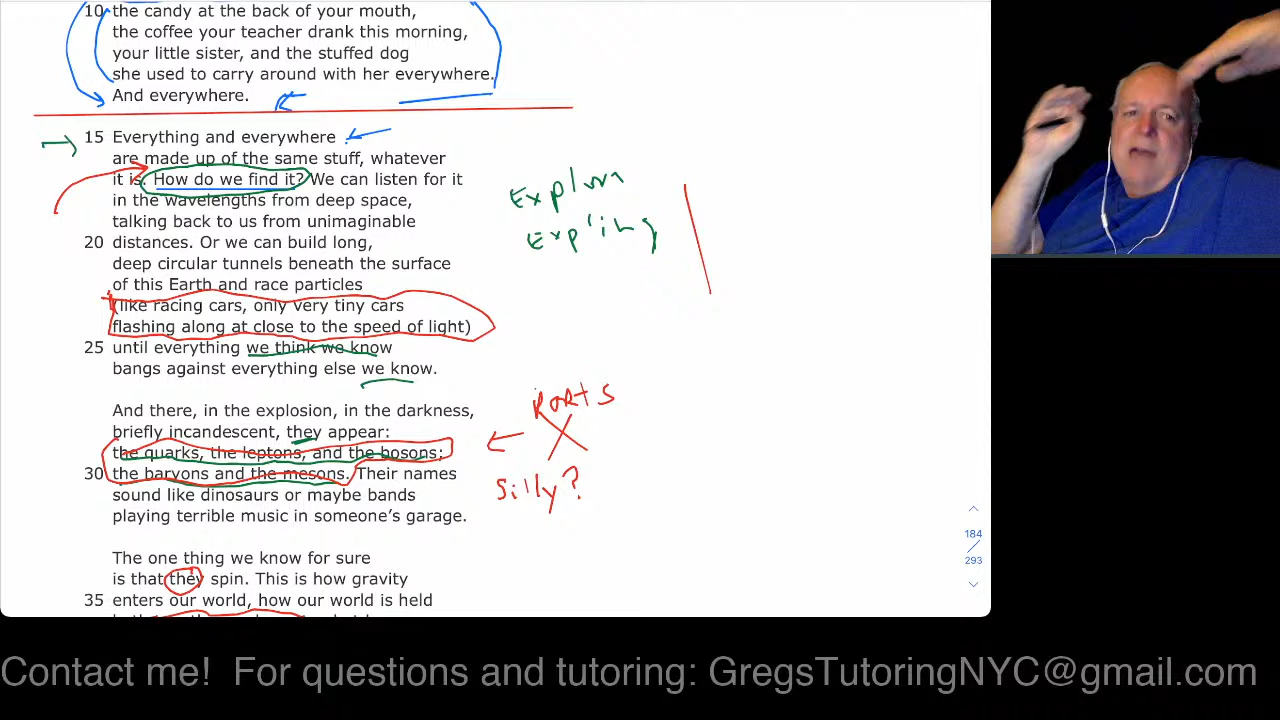 10 the candy at the back of your mouth,
the coffee your teacher drank this morning,
your little sister, and the stuffed dog
she used to carry around with her everywhere.
And everywhere.
15 Everything and everywhere
are made up of the same stuff, whatever
it is. How do we find it? We can listen for it
in the wavelengths from deep space,
talking back to us from unimaginable
20 distances. Or we can build long,
deep circular tunnels beneath the surface
of this Earth and race particles
(like racing cars, only very tiny cars
flashing along at close to the speed of light)
25 until everything we think we know
bangs against everything else we know.
And there, in the explosion, in the darkness,
briefly incandescent, they appear:
the quarks, the leptons, and the bosons;
30 the baryons and the mesons. Their names
sound like dinosaurs or maybe bands
playing terrible music in someone's garage.
The one thing we know for sure
is that they spin. This is how gravity
35 enters our world, how our world is held
Silly?
184
293
Contact me! For questions and tutoring: GregsTutoringNYC@gmail.com